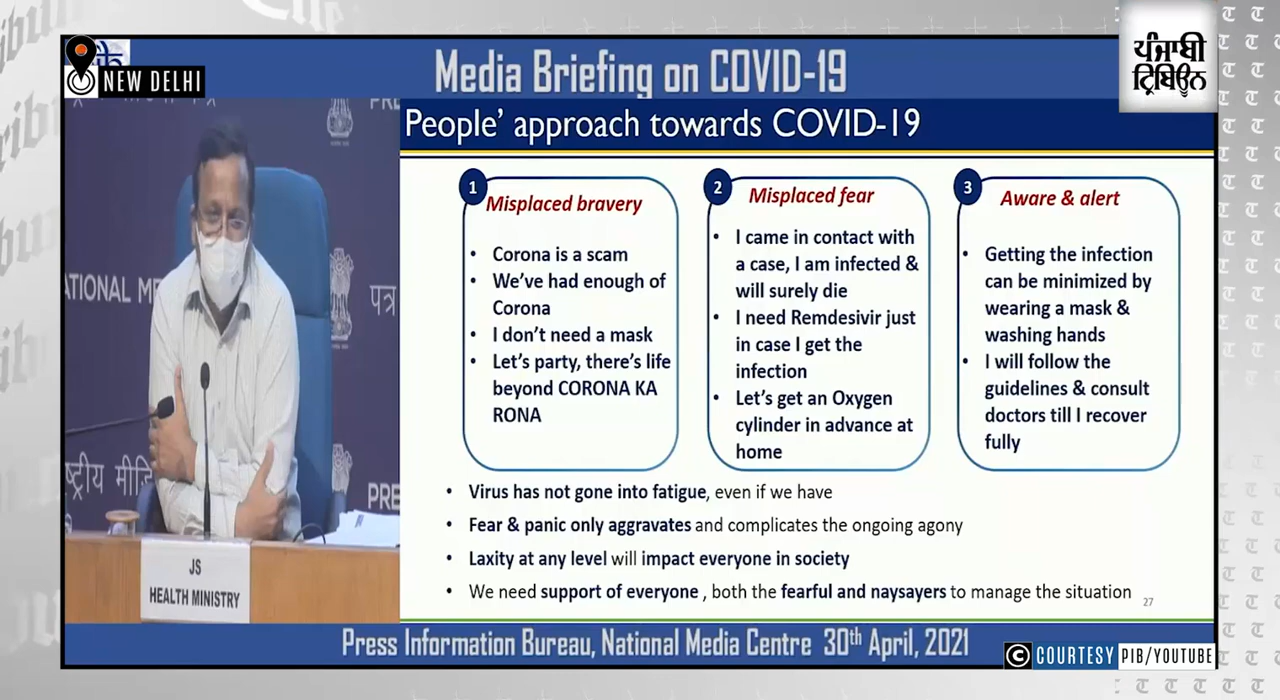 NEW DELHI
Media Briefing on COVID-19
ਪੰਜਾਬੀ
ਟ੍ਰਿਬਿਊਨ
People' approach towards COVID-19
1
Misplaced bravery
• Corona is a scam
• We've had enough of
Corona
• I don't need a mask
• Let's party, there's life
beyond CORONA KA
RONA
2
Misplaced fear
• I came in contact with
a case, I am infected &
will surely die
• I need Remdesivir just
in case I get the
infection
• Let's get an Oxygen
cylinder in advance at
home
3
Aware & alert
• Getting the infection
can be minimized by
wearing a mask &
washing hands
• I will follow the
guidelines & consult
doctors till I recover
fully
• Virus has not gone into fatigue, even if we have
• Fear & panic only aggravates and complicates the ongoing agony
• Laxity at any level will impact everyone in society
• We need support of everyone , both the fearful and naysayers to manage the situation
27
ATIONAL ME
पत्र
ष्ट्रीय मीडि
PRE
JS
HEALTH MINISTRY
Press Information Bureau, National Media Centre 30th April, 2021
© COURTESY PIB/YOUTUBE